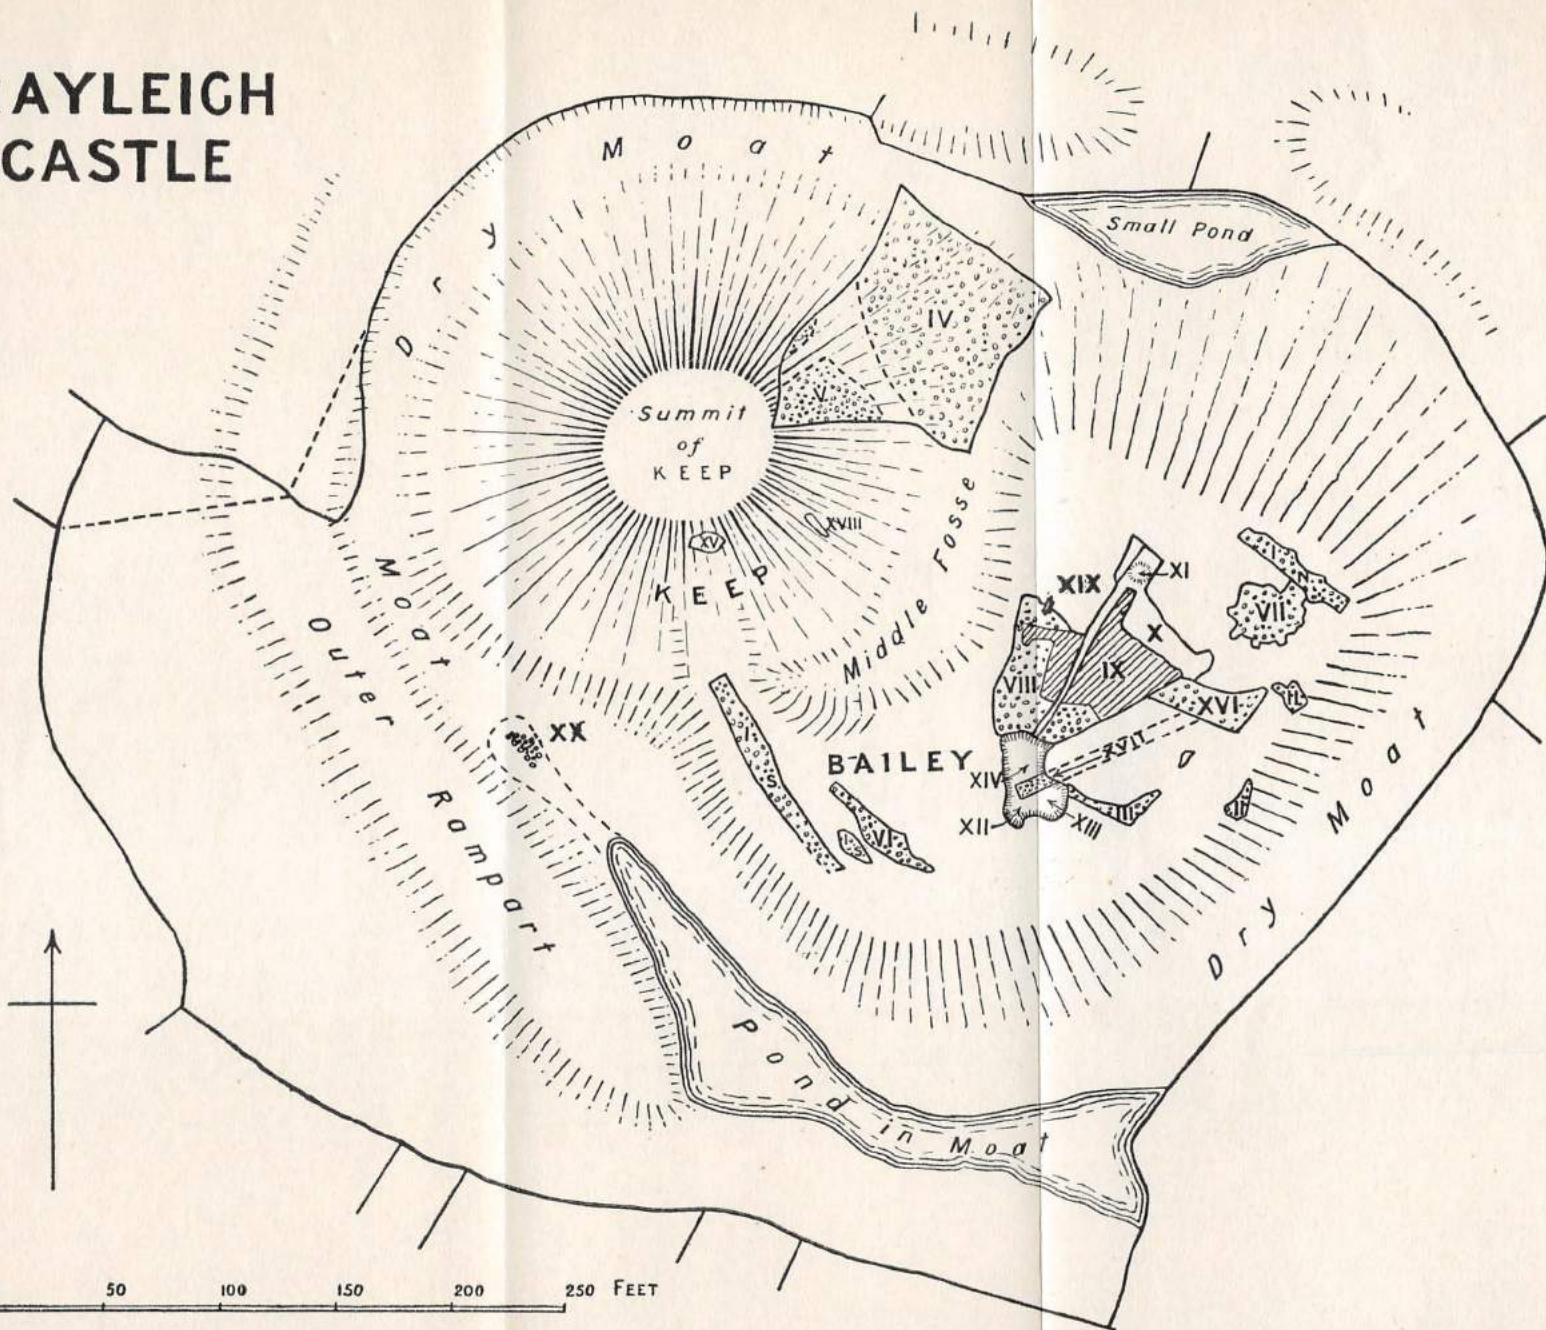 AYLEIGH
CASTLE
Dry Moat
Small Pond
IV
V
Summit
of
KEEP
XV
XVIII
KEEP
Middle Fosse
Moat
Outer Rampart
XX
XIX
XI
X
I
N
VII
VIII
IX
XVI
II
XVII
BAILEY
XIV
XII
XIII
III
II
I
S
VI
S
Dry Moat
Pond in Moat
50 100 150 200 250 FEET